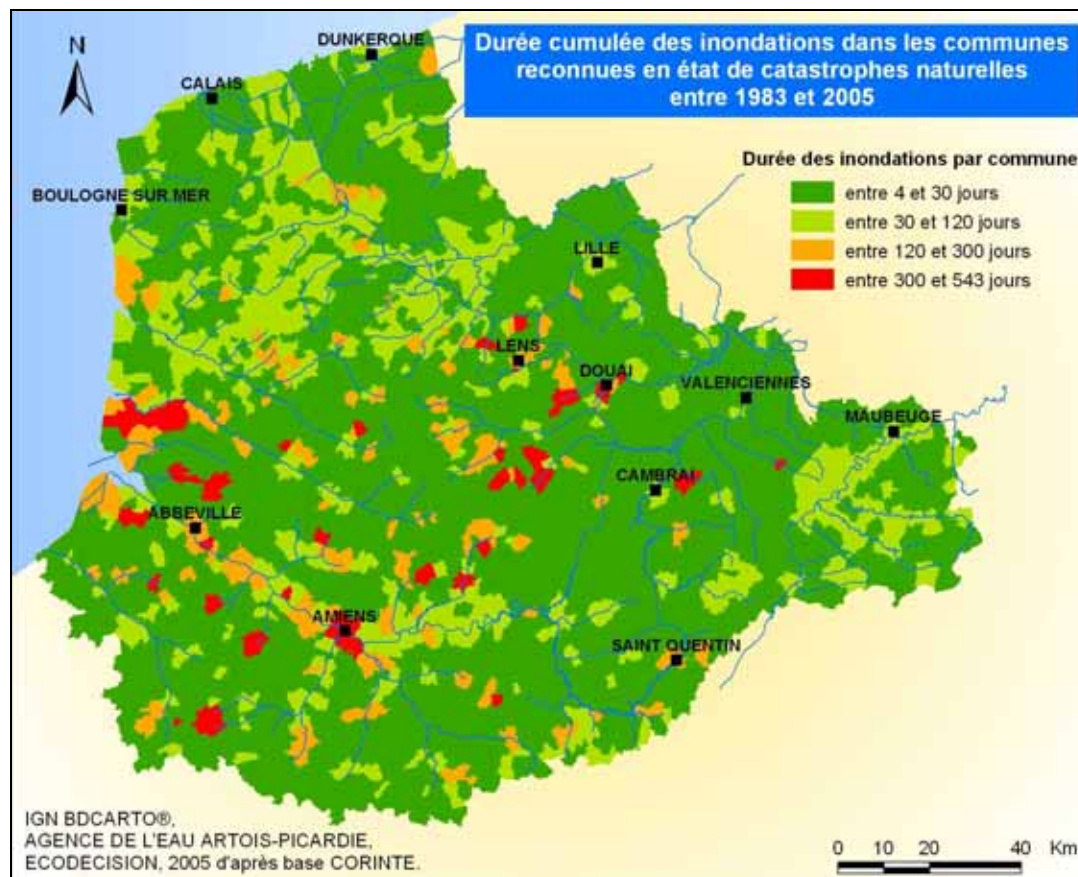 Durée cumulée des inondations dans les communes
reconnues en état de catastrophes naturelles
entre 1983 et 2005
N
DUNKERQUE
CALAIS
Durée des inondations par commune
entre 4 et 30 jours
BOULOGNE SUR MER
entre 30 et 120 jours
LILLE
entre 120 et 300 jours
entre 300 et 543 jours
LENS
DOUAI
VALENCIENNES
MAUBEUGE
CAMBRAI
ABBEVILLE
AMIENS
SAINT QUENTIN
IGN BDCARTO®,
AGENCE DE L'EAU ARTOIS-PICARDIE,
ECODECISION, 2005 d'après base CORINTE.
0 10 20 40 Km